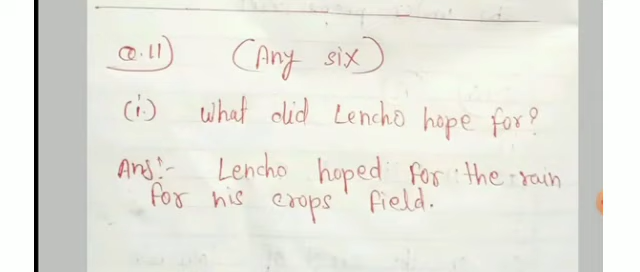 Q.11) (Any six)
(i.) What did Lencho hope for?
Ans:- Lencho hoped for the rain
for his crops field.